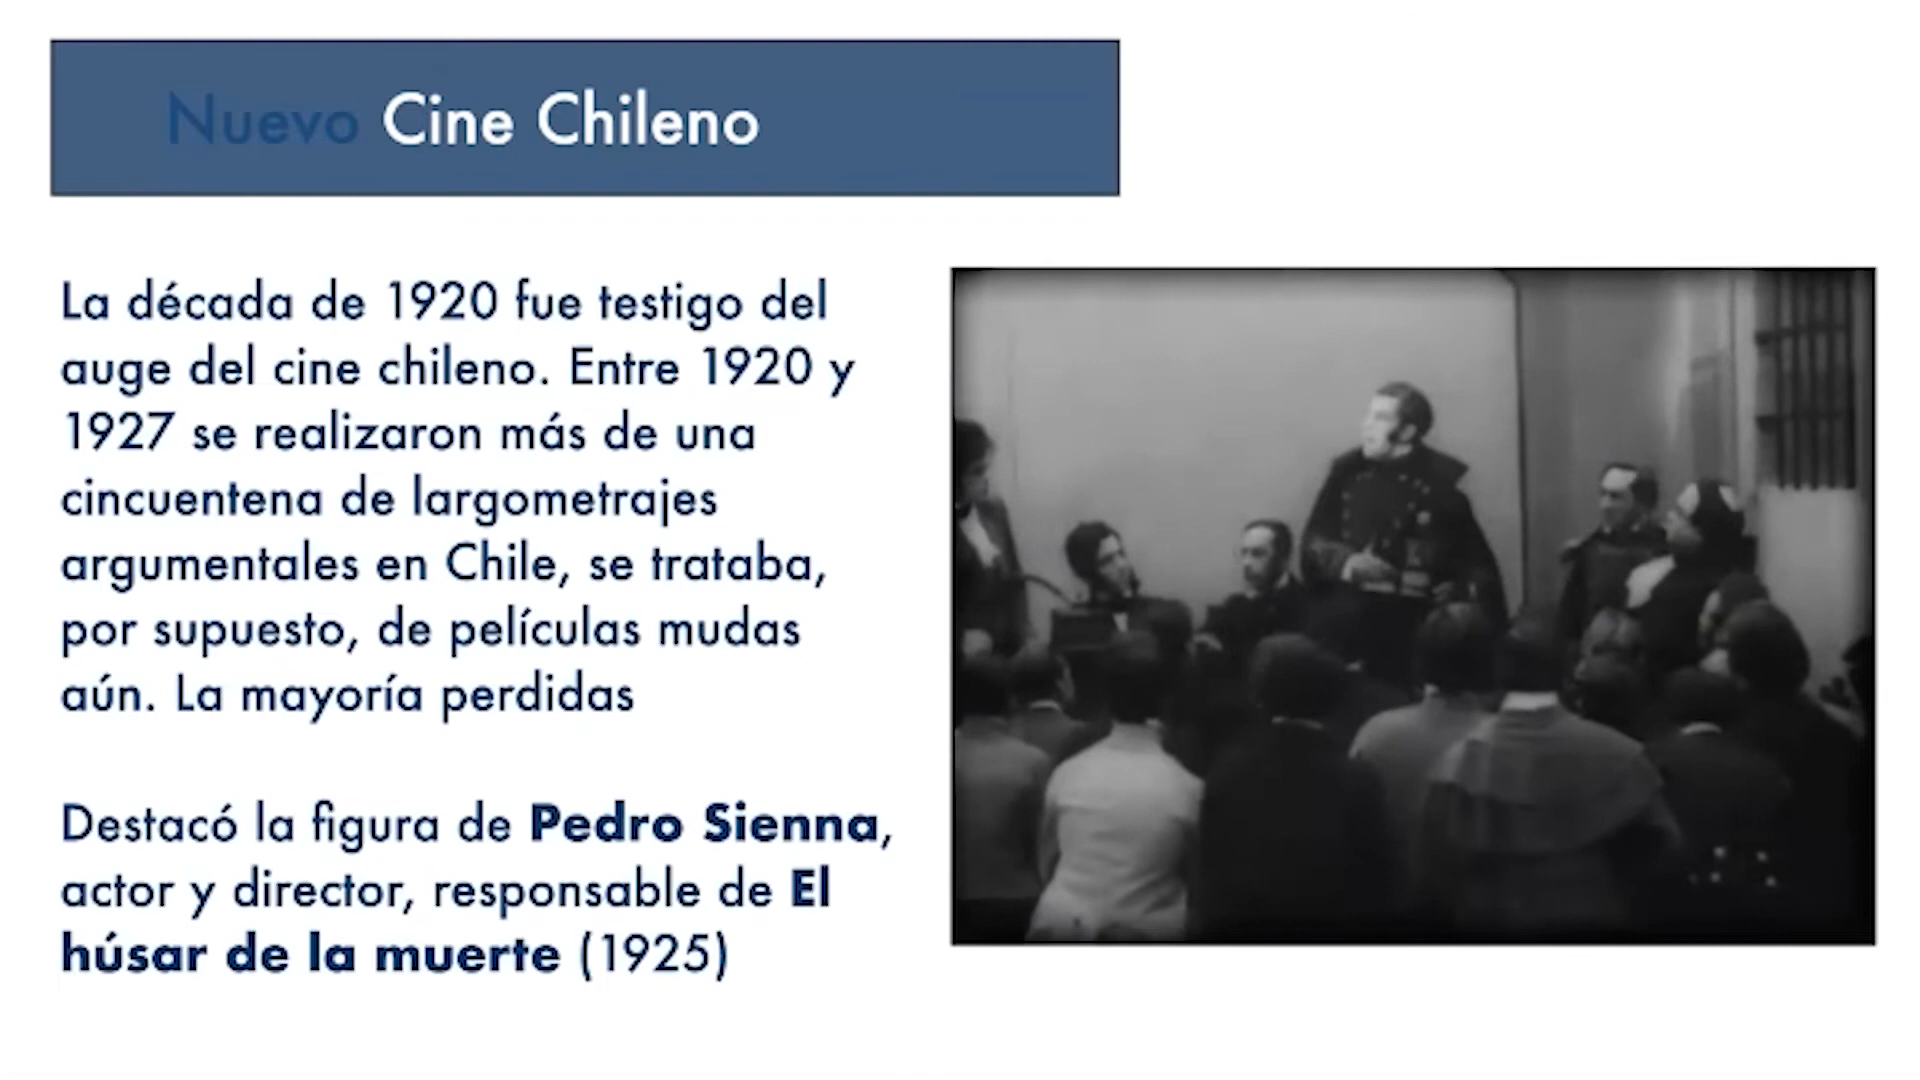 Nuevo Cine Chileno
La década de 1920 fue testigo del
auge del cine chileno. Entre 1920 y
1927 se realizaron más de una
cincuentena de largometrajes
argumentales en Chile, se trataba,
por supuesto, de películas mudas
aún. La mayoría perdidas
Destacó la figura de Pedro Sienna,
actor y director, responsable de El
húsar de la muerte (1925)